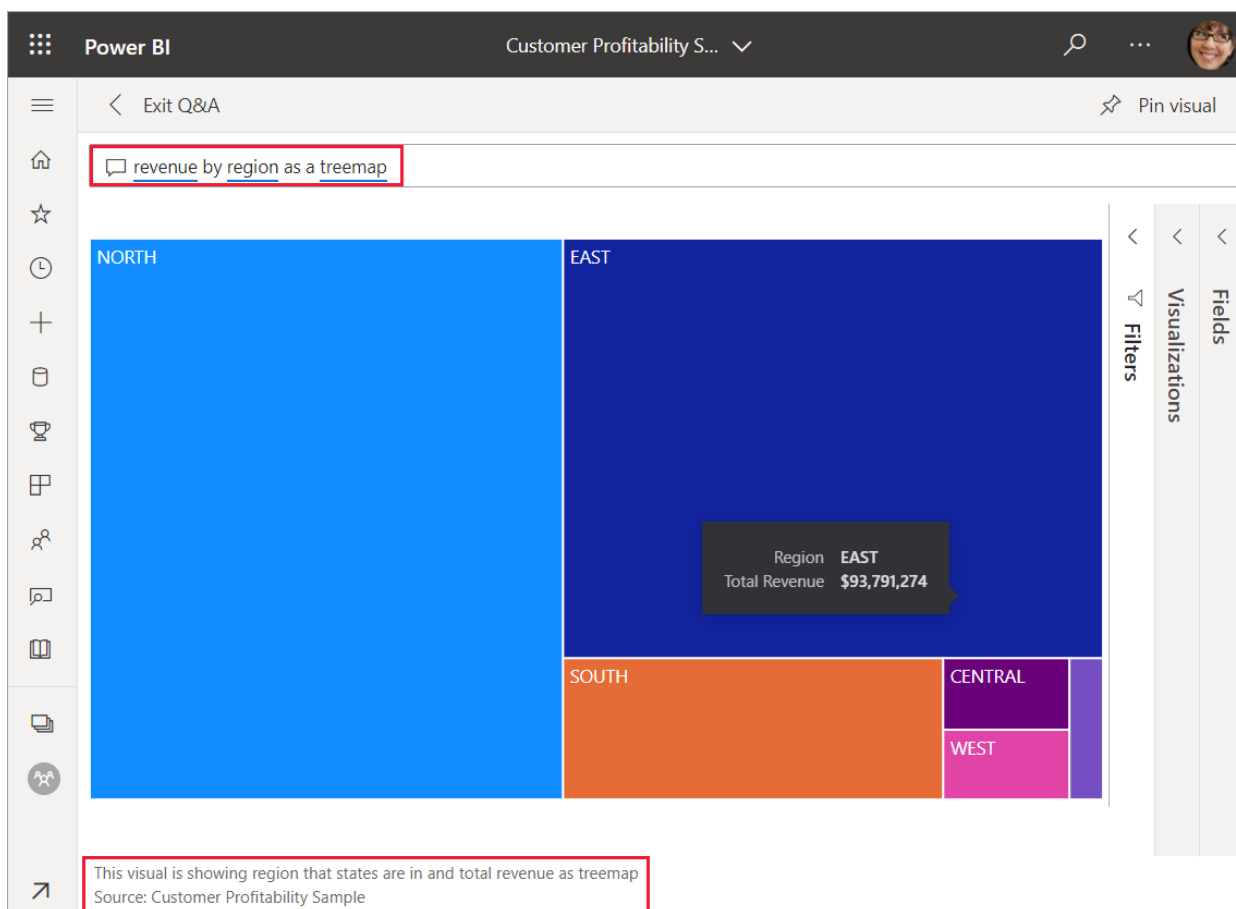 Power BI
Customer Profitability S...
Exit Q&A
Pin visual
revenue by region as a treemap
NORTH
EAST
Filters
Visualizations
Fields
Region EAST
Total Revenue $93,791,274
SOUTH
CENTRAL
WEST
This visual is showing region that states are in and total revenue as treemap
Source: Customer Profitability Sample